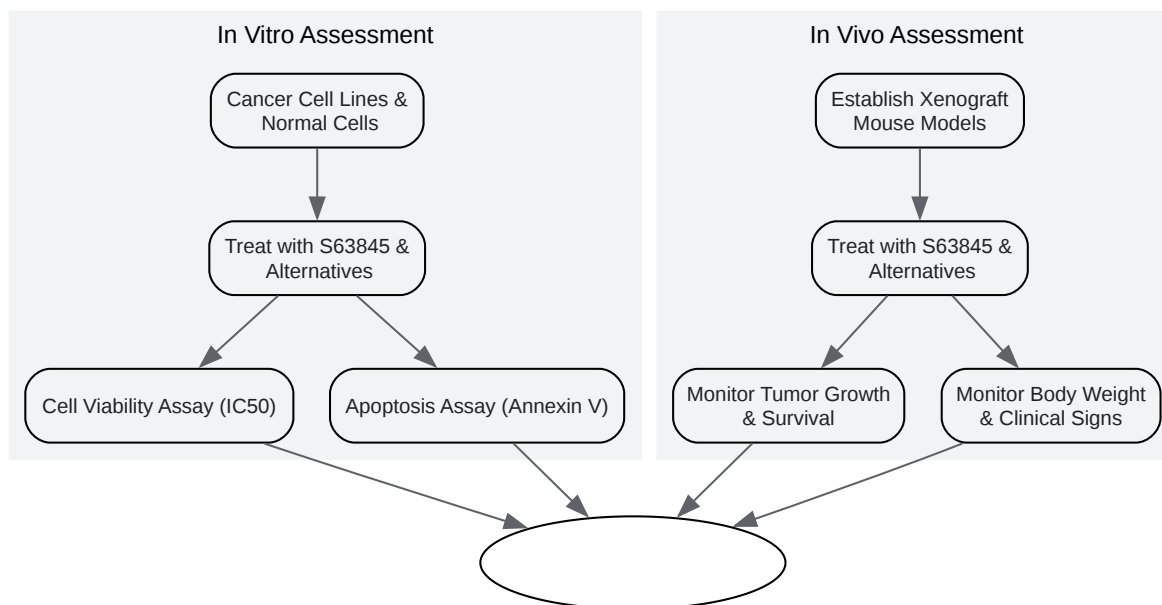 In Vitro Assessment
Cancer Cell Lines &
Normal Cells
Treat with S63845 &
Alternatives
Cell Viability Assay (IC50)
Apoptosis Assay (Annexin V)
In Vivo Assessment
Establish Xenograft
Mouse Models
Treat with S63845 &
Alternatives
Monitor Tumor Growth
& Survival
Monitor Body Weight
& Clinical Signs